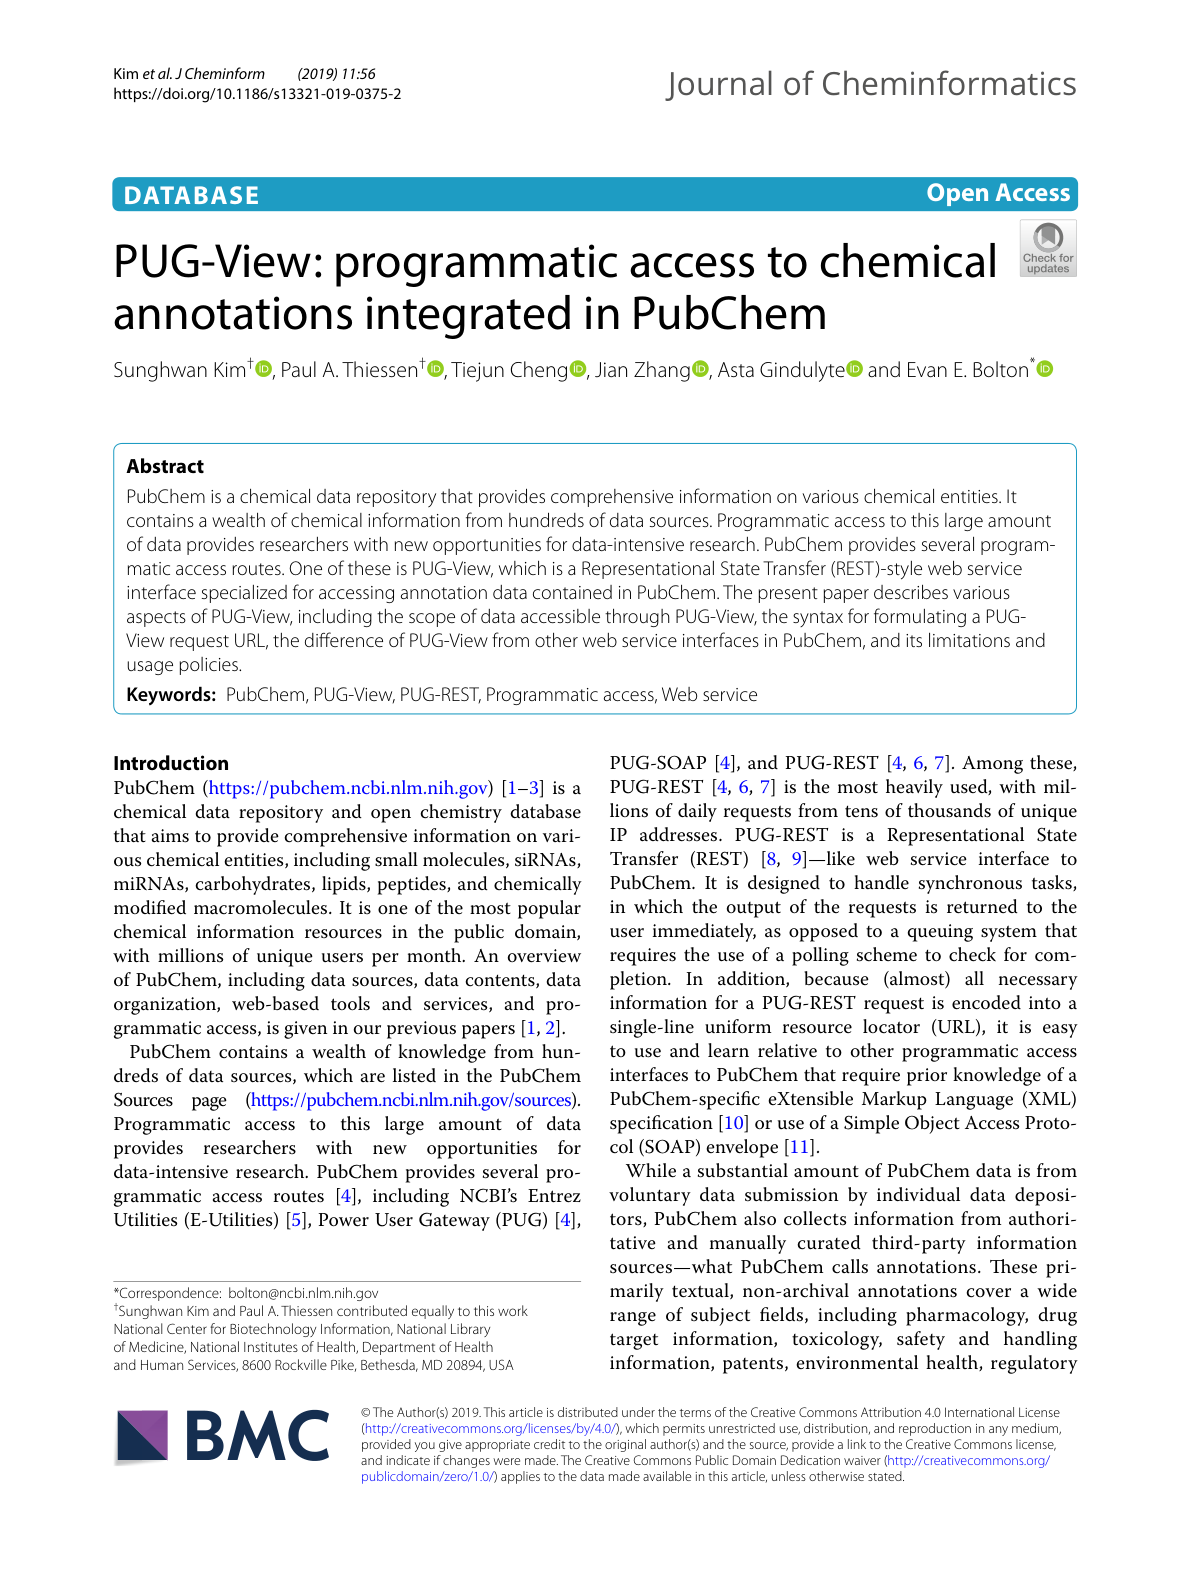 Kim et al. J Cheminform (2019) 11:56
https://doi.org/10.1186/s13321-019-0375-2
Journal of Cheminformatics
DATABASE
Open Access
Check for
updates
PUG-View: programmatic access to chemical
annotations integrated in PubChem
Sunghwan Kim†, Paul A. Thiessen†, Tiejun Cheng, Jian Zhang, Asta Gindulyte and Evan E. Bolton*
Abstract
PubChem is a chemical data repository that provides comprehensive information on various chemical entities. It
contains a wealth of chemical information from hundreds of data sources. Programmatic access to this large amount
of data provides researchers with new opportunities for data-intensive research. PubChem provides several program-
matic access routes. One of these is PUG-View, which is a Representational State Transfer (REST)-style web service
interface specialized for accessing annotation data contained in PubChem. The present paper describes various
aspects of PUG-View, including the scope of data accessible through PUG-View, the syntax for formulating a PUG-
View request URL, the difference of PUG-View from other web service interfaces in PubChem, and its limitations and
usage policies.
Keywords: PubChem, PUG-View, PUG-REST, Programmatic access, Web service
Introduction
PubChem (https://pubchem.ncbi.nlm.nih.gov) [1–3] is a
chemical data repository and open chemistry database
that aims to provide comprehensive information on vari-
ous chemical entities, including small molecules, siRNAs,
miRNAs, carbohydrates, lipids, peptides, and chemically
modified macromolecules. It is one of the most popular
chemical information resources in the public domain,
with millions of unique users per month. An overview
of PubChem, including data sources, data contents, data
organization, web-based tools and services, and pro-
grammatic access, is given in our previous papers [1, 2].
PubChem contains a wealth of knowledge from hun-
dreds of data sources, which are listed in the PubChem
Sources page (https://pubchem.ncbi.nlm.nih.gov/sources).
Programmatic access to this large amount of data
provides researchers with new opportunities for
data-intensive research. PubChem provides several pro-
grammatic access routes [4], including NCBI's Entrez
Utilities (E-Utilities) [5], Power User Gateway (PUG) [4],
*Correspondence: bolton@ncbi.nlm.nih.gov
†Sunghwan Kim and Paul A. Thiessen contributed equally to this work
National Center for Biotechnology Information, National Library
of Medicine, National Institutes of Health, Department of Health
and Human Services, 8600 Rockville Pike, Bethesda, MD 20894, USA
PUG-SOAP [4], and PUG-REST [4, 6, 7]. Among these,
PUG-REST [4, 6, 7] is the most heavily used, with mil-
lions of daily requests from tens of thousands of unique
IP addresses. PUG-REST is a Representational State
Transfer (REST) [8, 9]—like web service interface to
PubChem. It is designed to handle synchronous tasks,
in which the output of the requests is returned to the
user immediately, as opposed to a queuing system that
requires the use of a polling scheme to check for com-
pletion. In addition, because (almost) all necessary
information for a PUG-REST request is encoded into a
single-line uniform resource locator (URL), it is easy
to use and learn relative to other programmatic access
interfaces to PubChem that require prior knowledge of a
PubChem-specific eXtensible Markup Language (XML)
specification [10] or use of a Simple Object Access Proto-
col (SOAP) envelope [11].
While a substantial amount of PubChem data is from
voluntary data submission by individual data deposi-
tors, PubChem also collects information from authori-
tative and manually curated third-party information
sources—what PubChem calls annotations. These pri-
marily textual, non-archival annotations cover a wide
range of subject fields, including pharmacology, drug
target information, toxicology, safety and handling
information, patents, environmental health, regulatory
BMC
© The Author(s) 2019. This article is distributed under the terms of the Creative Commons Attribution 4.0 International License
(http://creativecommons.org/licenses/by/4.0/), which permits unrestricted use, distribution, and reproduction in any medium,
provided you give appropriate credit to the original author(s) and the source, provide a link to the Creative Commons license,
and indicate if changes were made. The Creative Commons Public Domain Dedication waiver (http://creativecommons.org/
publicdomain/zero/1.0/) applies to the data made available in this article, unless otherwise stated.